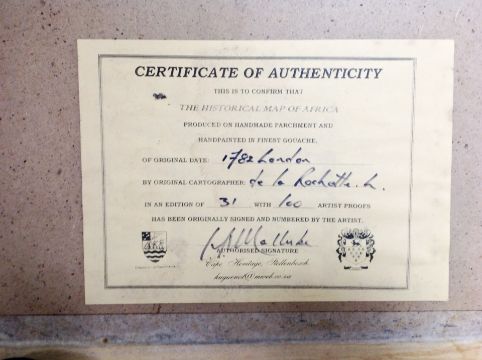 CERTIFICATE OF AUTHENTICITY
THIS IS TO CONFIRM THAT
THE HISTORICAL MAP OF AFRICA
PRODUCED ON HANDMADE PARCHMENT AND
HANDPAINTED IN FINEST GOUACHE.
OF ORIGINAL DATE: 1782 London
BY ORIGINAL CARTOGRAPHER: de la Rochette. L.
IN AN EDITION OF 31 WITH 100 ARTIST PROOFS
HAS BEEN ORIGINALLY SIGNED AND NUMBERED BY THE ARTIST.
AUTHORISED SIGNATURE
Cape Heritage, Stellenbosch